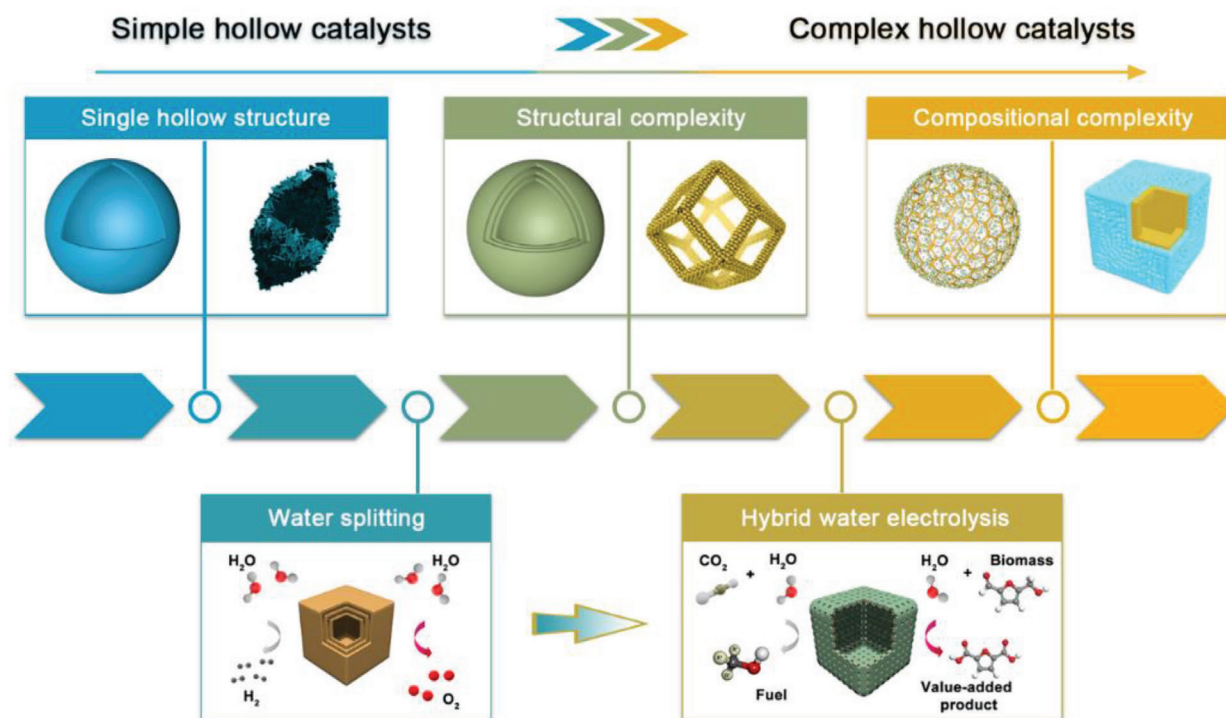 Simple hollow catalysts
Complex hollow catalysts
Single hollow structure
Structural complexity
Compositional complexity
Water splitting
H₂O
H₂O
H₂
O₂
Hybrid water electrolysis
CO₂ + H₂O
H₂O + Biomass
Fuel
Value-added
product